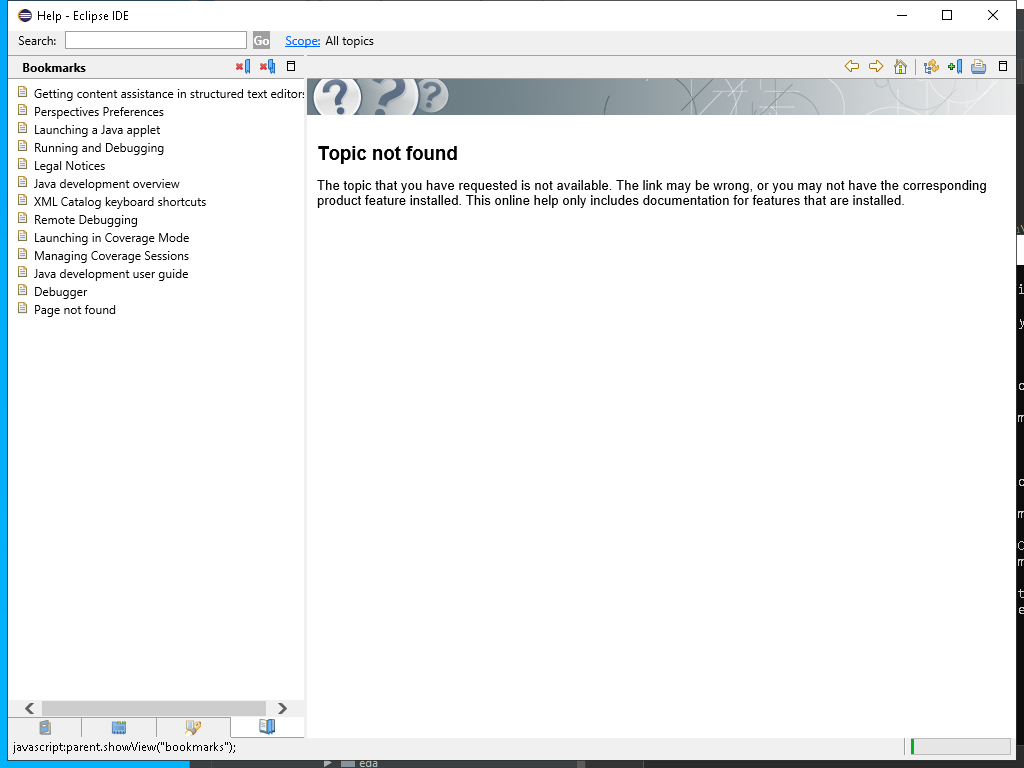 Help - Eclipse IDE
Search:
Go
Scope: All topics
Bookmarks
Getting content assistance in structured text editors
Perspectives Preferences
Launching a Java applet
Running and Debugging
Legal Notices
Java development overview
XML Catalog keyboard shortcuts
Remote Debugging
Launching in Coverage Mode
Managing Coverage Sessions
Java development user guide
Debugger
Page not found
Topic not found
The topic that you have requested is not available. The link may be wrong, or you may not have the corresponding
product feature installed. This online help only includes documentation for features that are installed.
javascript:parent.showView("bookmarks");
eda